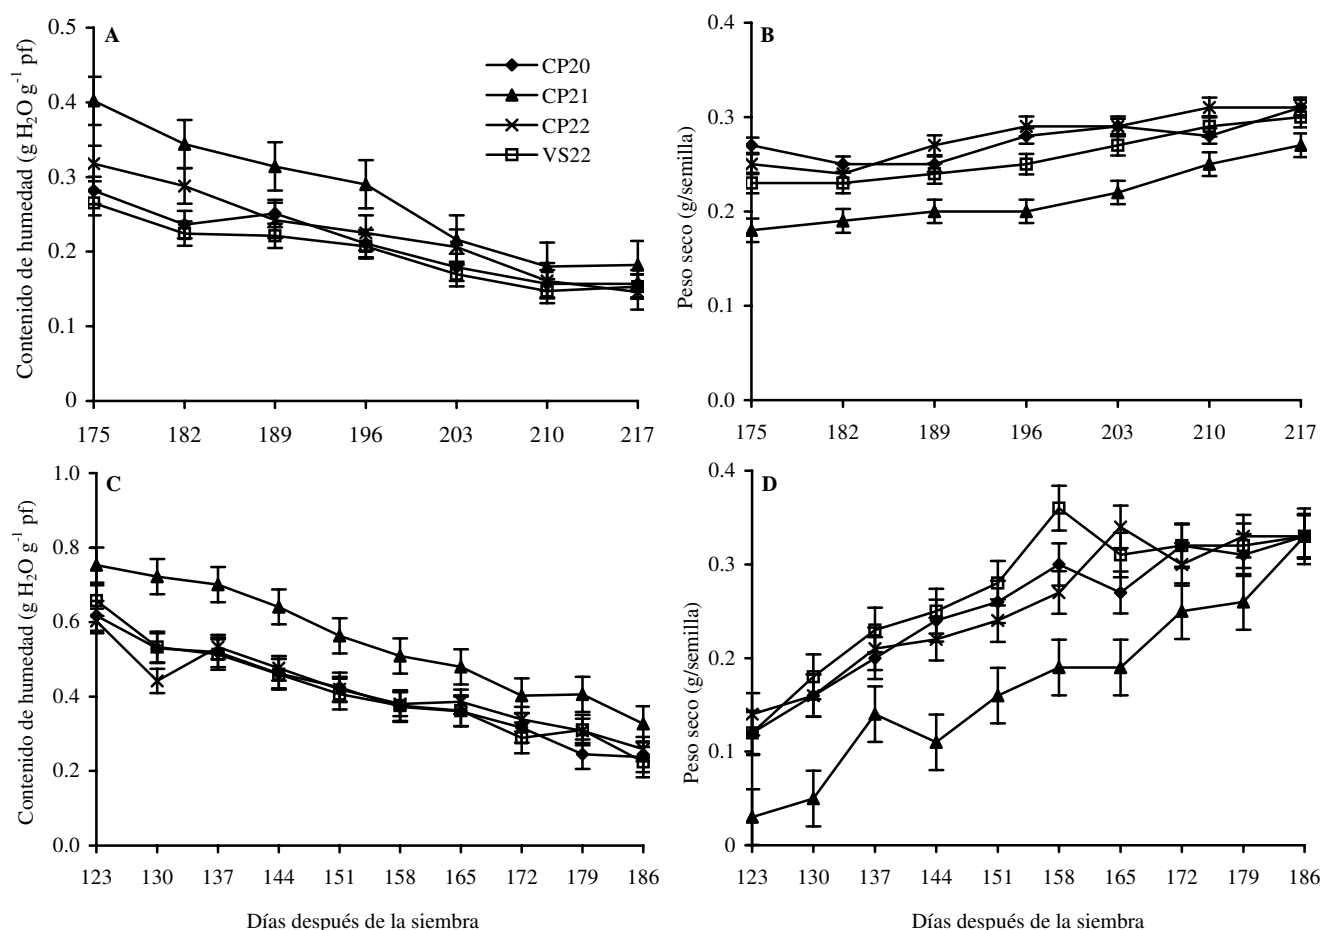 A
Contenido de humedad (g H₂O g⁻¹ pf)
0.5
0.4
0.3
0.2
0.1
0
175 182 189 196 203 210 217
CP20
CP21
CP22
VS22
B
Peso seco (g/semilla)
0.4
0.3
0.2
0.1
0.0
175 182 189 196 203 210 217
C
Contenido de humedad (g H₂O g⁻¹ pf)
1.0
0.8
0.6
0.4
0.2
0.0
123 130 137 144 151 158 165 172 179 186
Días después de la siembra
D
Peso seco (g/semilla)
0.4
0.3
0.2
0.1
0
123 130 137 144 151 158 165 172 179 186
Días después de la siembra